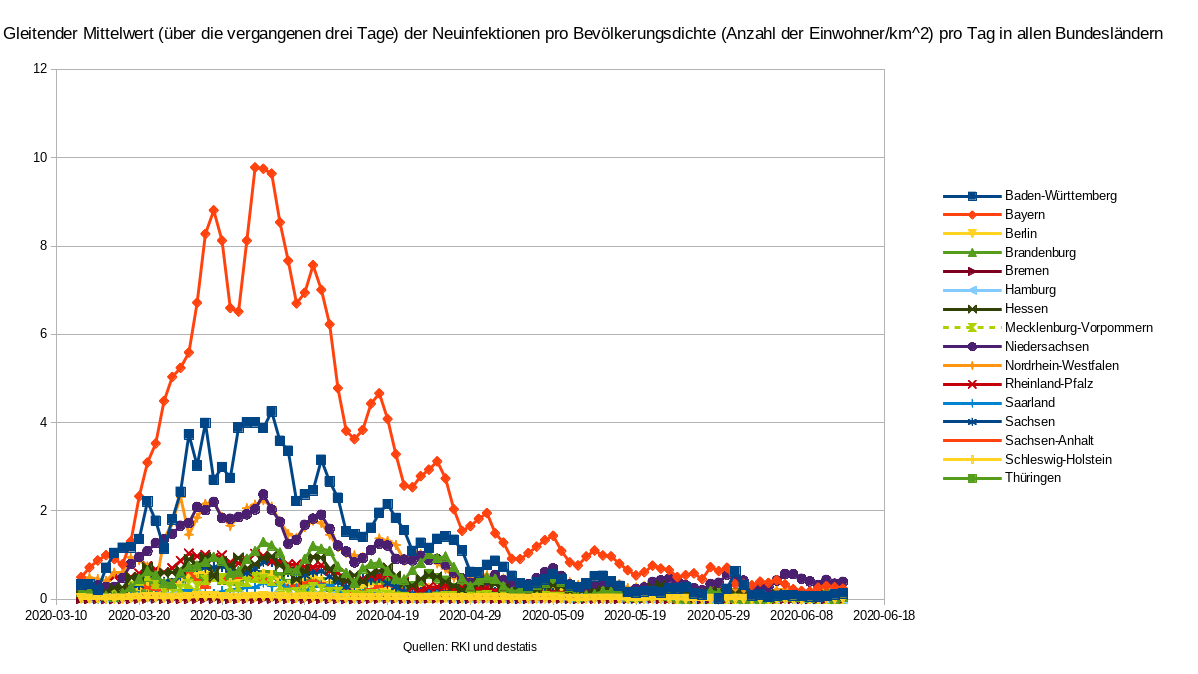 Gleitender Mittelwert (über die vergangenen drei Tage) der Neuinfektionen pro Bevölkerungsdichte (Anzahl der Einwohner/km^2) pro Tag in allen Bundesländern
12
10
8
6
4
2
0
2020-03-10 2020-03-20 2020-03-30 2020-04-09 2020-04-19 2020-04-29 2020-05-09 2020-05-19 2020-05-29 2020-06-08 2020-06-18
Quellen: RKI und destatis
Baden-Württemberg
Bayern
Berlin
Brandenburg
Bremen
Hamburg
Hessen
Mecklenburg-Vorpommern
Niedersachsen
Nordrhein-Westfalen
Rheinland-Pfalz
Saarland
Sachsen
Sachsen-Anhalt
Schleswig-Holstein
Thüringen